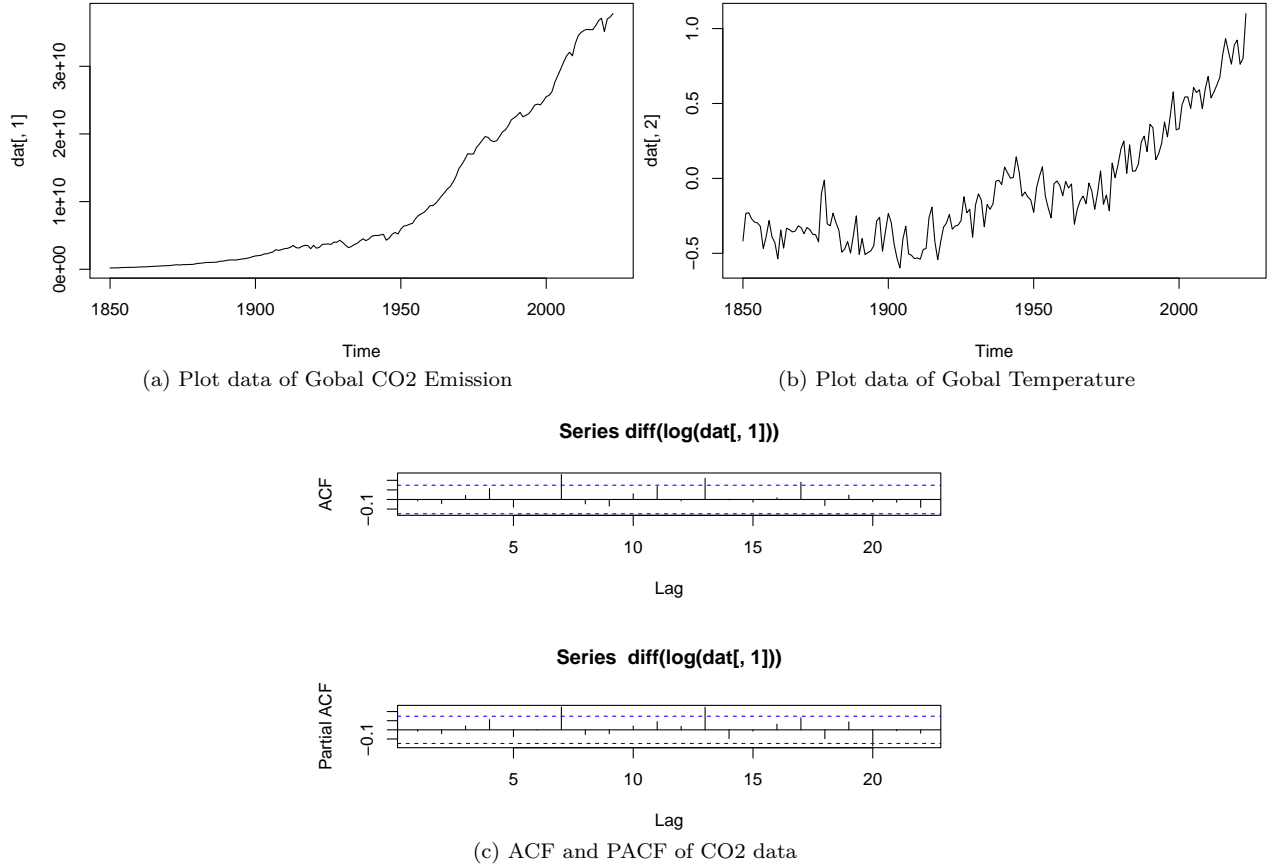 dat[, 1]
3e+10
2e+10
1e+10
0e+00
1850 1900 1950 2000
Time
(a) Plot data of Gobal CO2 Emission
dat[, 2]
1.0
0.5
0.0
−0.5
1850 1900 1950 2000
Time
(b) Plot data of Gobal Temperature
Series diff(log(dat[, 1]))
ACF
−0.1
5 10 15 20
Lag
Series diff(log(dat[, 1]))
Partial ACF
−0.1
5 10 15 20
Lag
(c) ACF and PACF of CO2 data